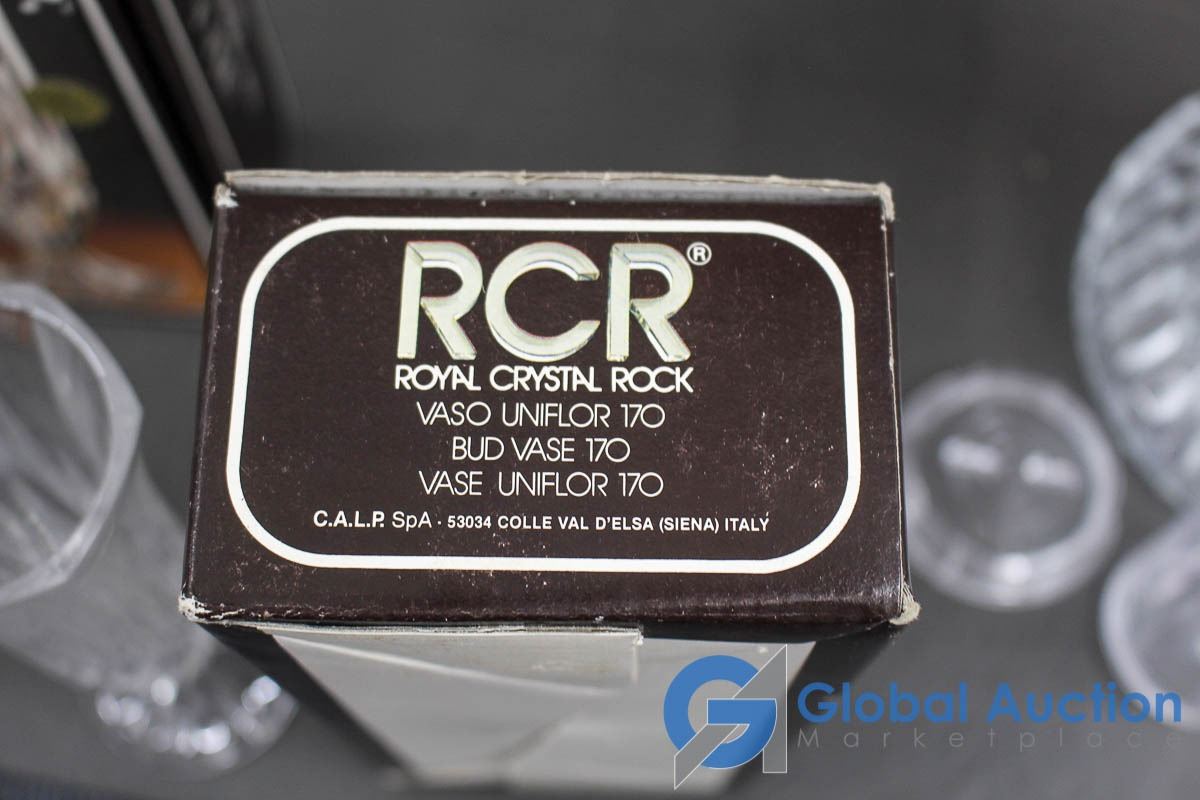 RCR®
ROYAL CRYSTAL ROCK
VASO UNIFLOR 170
BUD VASE 170
VASE UNIFLOR 170
C.A.L.P. SpA · 53034 COLLE VAL D'ELSA (SIENA) ITALY
Global Auction
Marketplace